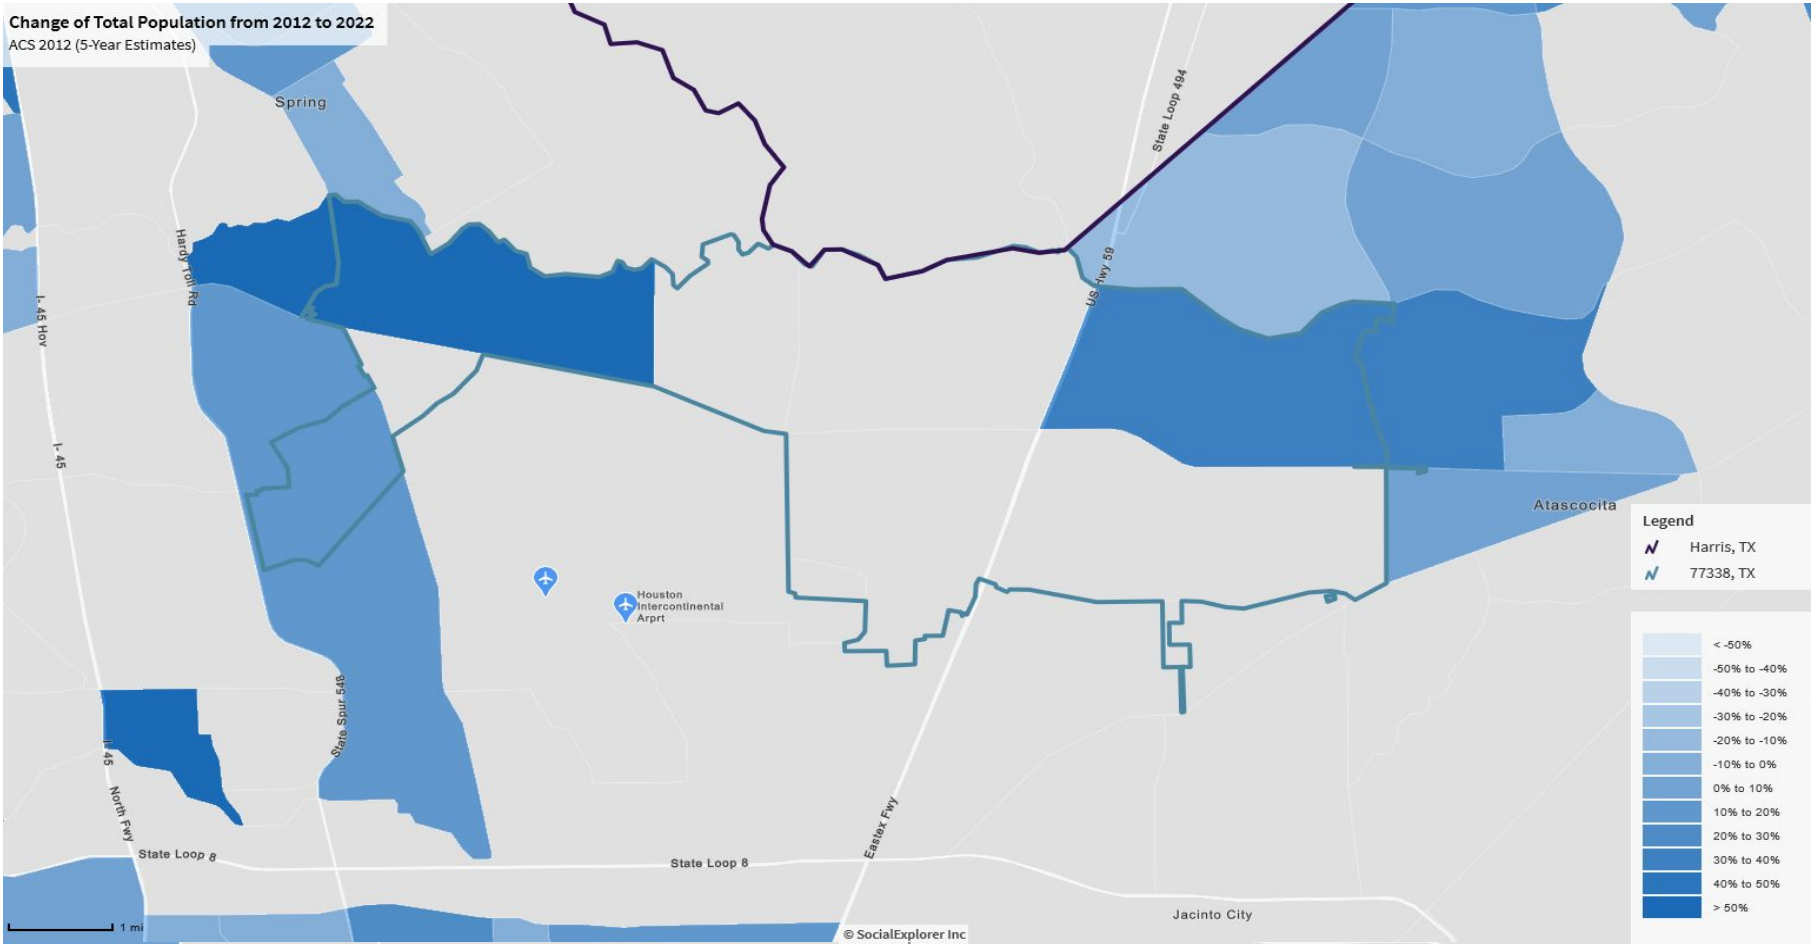 Change of Total Population from 2012 to 2022
ACS 2012 (5-Year Estimates)
Spring
State Loop 494
Hardy Toll Rd
US Hwy 59
I- 45 Hov
I- 45
Atascocita
Legend
Harris, TX
77338, TX
Houston
Intercontinental
Arprt
< -50%
-50% to -40%
-40% to -30%
-30% to -20%
-20% to -10%
-10% to 0%
0% to 10%
10% to 20%
20% to 30%
30% to 40%
40% to 50%
> 50%
State Spur 548
I- 45
North Fwy
Eastex Fwy
State Loop 8
State Loop 8
Jacinto City
1 mi
© SocialExplorer Inc